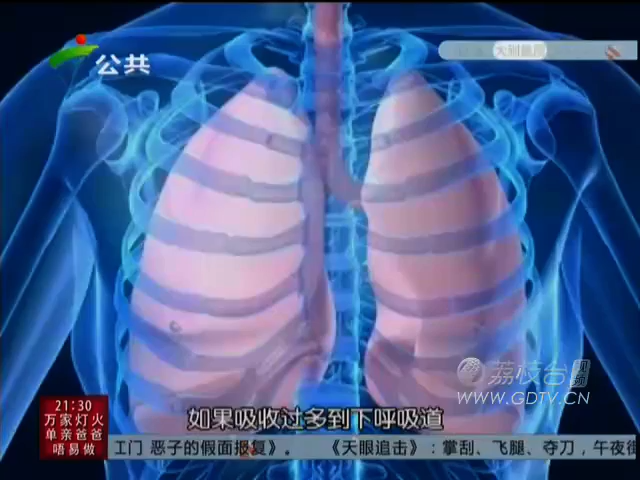 公共
荔枝台
视频
www.GDTV.CN
如果吸收过多到下呼吸道
21:30
万家灯火
单亲爸爸
唔易做
工门 恶子的假面报复》。 《天眼追击》：掌刮、飞腿、夺刀，午夜街